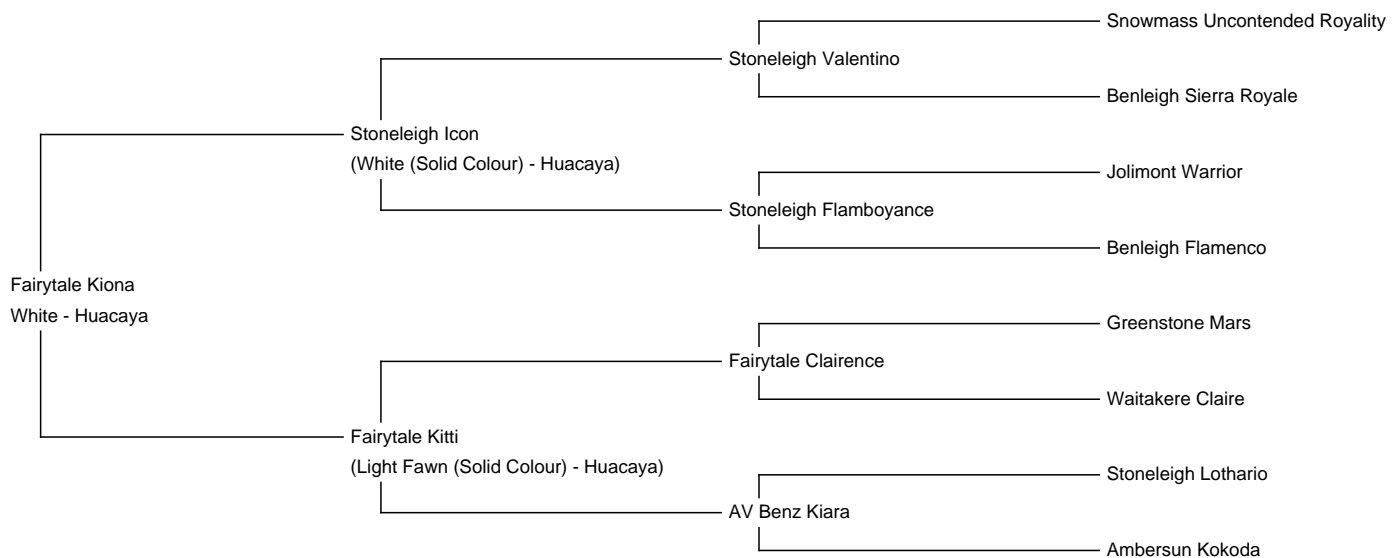 Snowmass Uncontended Royality
Stoneleigh Valentino
Benleigh Sierra Royale
Stoneleigh Icon
(White (Solid Colour) - Huacaya)
Jolimont Warrior
Stoneleigh Flamboyance
Benleigh Flamenco
Fairytale Kiona
White - Huacaya
Greenstone Mars
Fairytale Clairence
Waitakere Claire
Fairytale Kitti
(Light Fawn (Solid Colour) - Huacaya)
Stoneleigh Lothario
AV Benz Kiara
Ambersun Kokoda